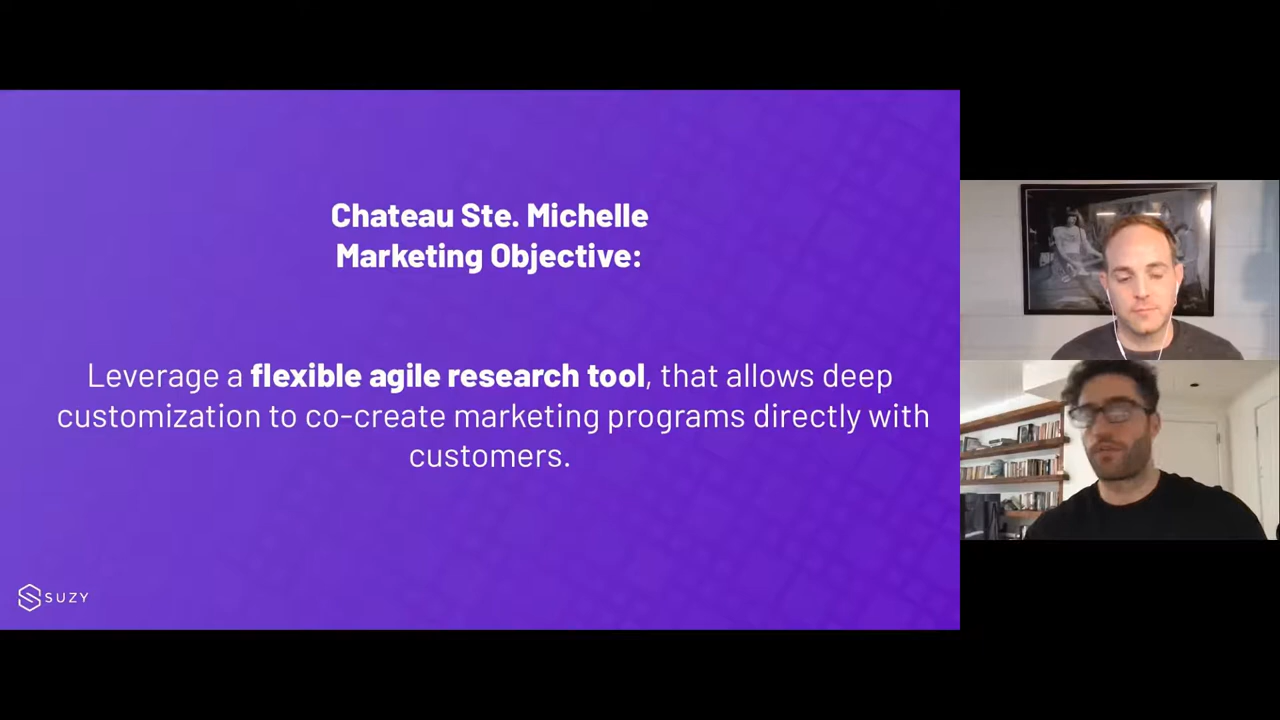 Chateau Ste. Michelle
Marketing Objective:
Leverage a flexible agile research tool, that allows deep
customization to co-create marketing programs directly with
customers.
SUZY